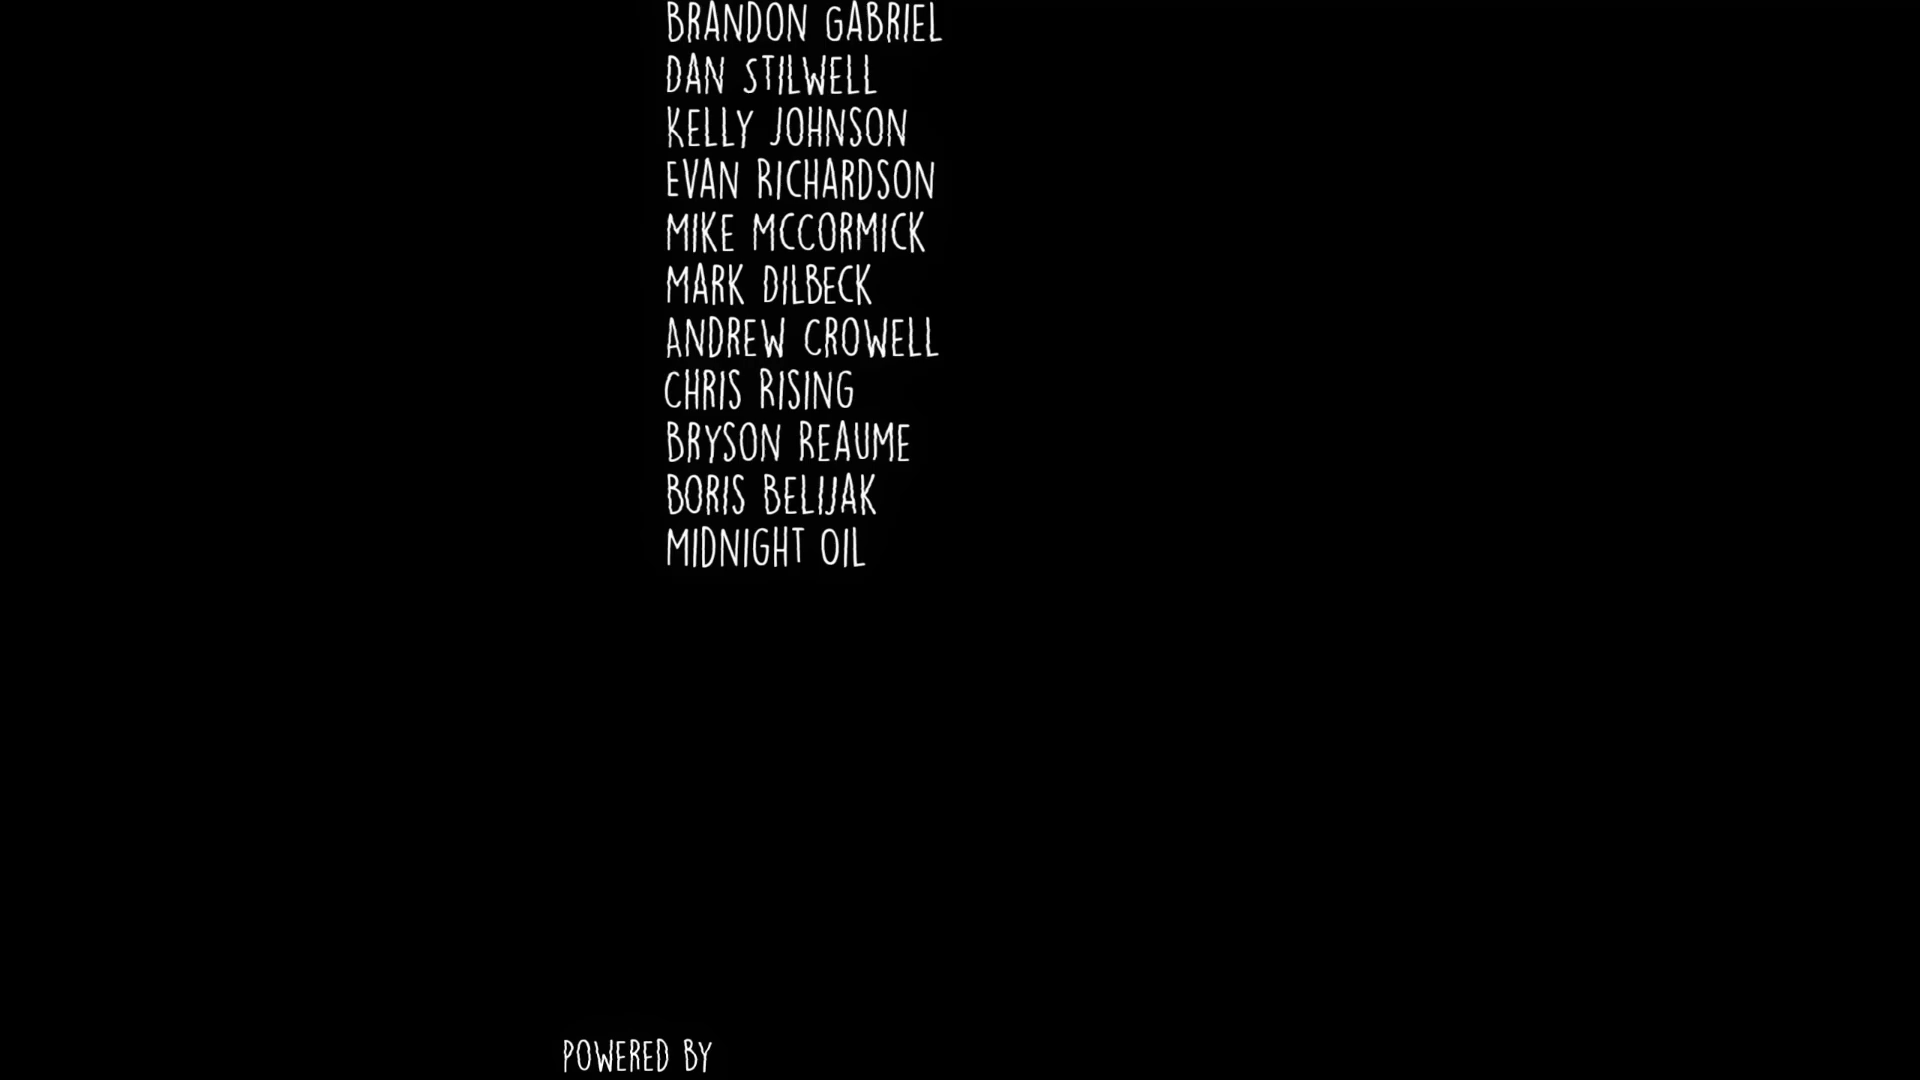 BRANDON GABRIEL
DAN STILWELL
KELLY JOHNSON
EVAN RICHARDSON
MIKE MCCORMICK
MARK DILBECK
ANDREW CROWELL
CHRIS RISING
BRYSON REAUME
BORIS BELIJAK
MIDNIGHT OIL
POWERED BY